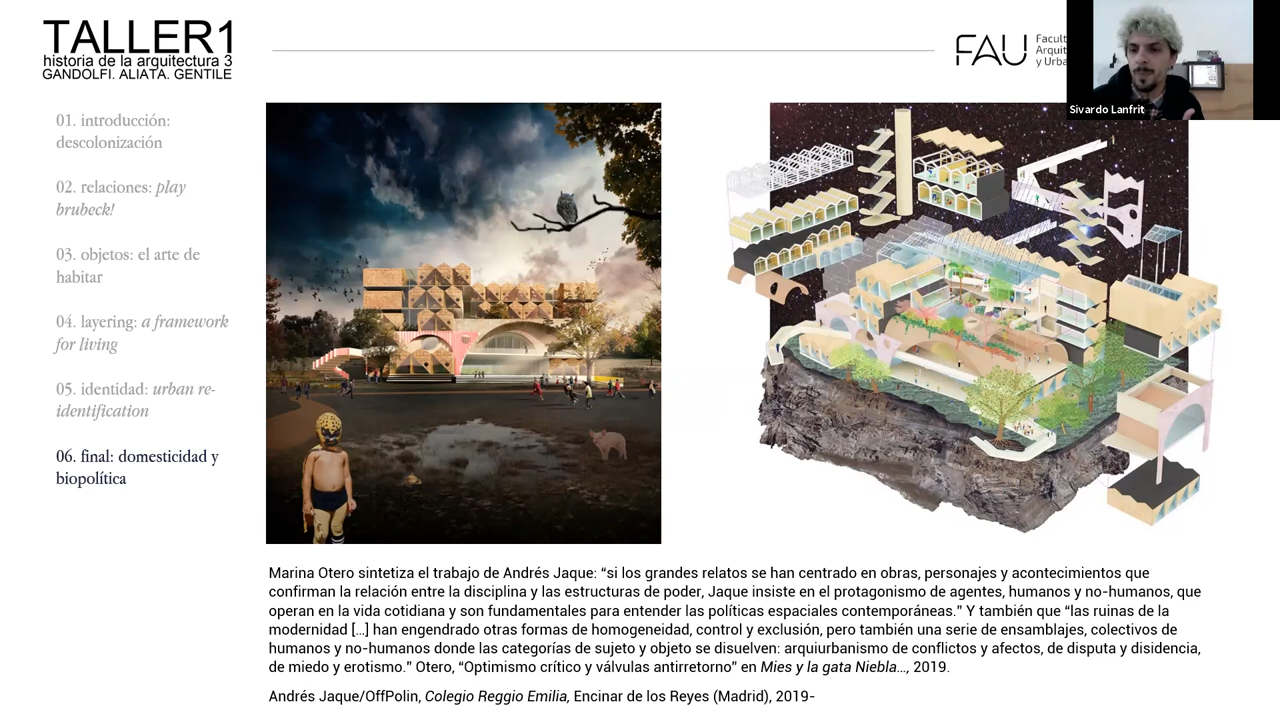 TALLER1
historia de la arquitectura 3
GANDOLFI. ALIATA. GENTILE
FAU
Facult
Arquit
y Urba
Sivardo Lanfrit
01. introducción:
descolonización
02. relaciones: play
brubeck!
03. objetos: el arte de
habitar
04. layering: a framework
for living
05. identidad: urban re-
identification
06. final: domesticidad y
biopolítica
Marina Otero sintetiza el trabajo de Andrés Jaque: “si los grandes relatos se han centrado en obras, personajes y acontecimientos que
confirman la relación entre la disciplina y las estructuras de poder, Jaque insiste en el protagonismo de agentes, humanos y no-humanos, que
operan en la vida cotidiana y son fundamentales para entender las políticas espaciales contemporáneas.” Y también que “las ruinas de la
modernidad […] han engendrado otras formas de homogeneidad, control y exclusión, pero también una serie de ensamblajes, colectivos de
humanos y no-humanos donde las categorías de sujeto y objeto se disuelven: arquiurbanismo de conflictos y afectos, de disputa y disidencia,
de miedo y erotismo.” Otero, “Optimismo crítico y válvulas antirretorno” en Mies y la gata Niebla…, 2019.
Andrés Jaque/OffPolin, Colegio Reggio Emilia, Encinar de los Reyes (Madrid), 2019-